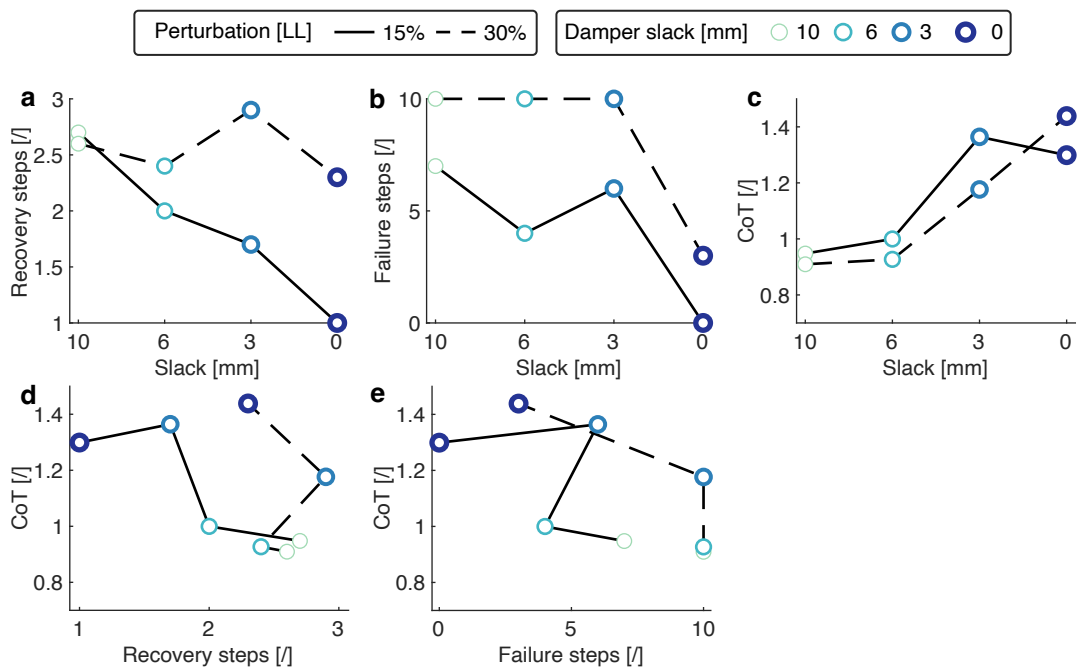 Perturbation [LL] 15% 30% Damper slack [mm] 10 6 3 0
a
3
2.5
2
1.5
1
Recovery steps [/]
10 6 3 0
Slack [mm]
b
10
5
0
Failure steps [/]
10 6 3 0
Slack [mm]
c
1.4
1.2
1
0.8
CoT [/]
10 6 3 0
Slack [mm]
d
1.4
1.2
1
0.8
CoT [/]
1 2 3
Recovery steps [/]
e
1.4
1.2
1
0.8
CoT [/]
0 5 10
Failure steps [/]